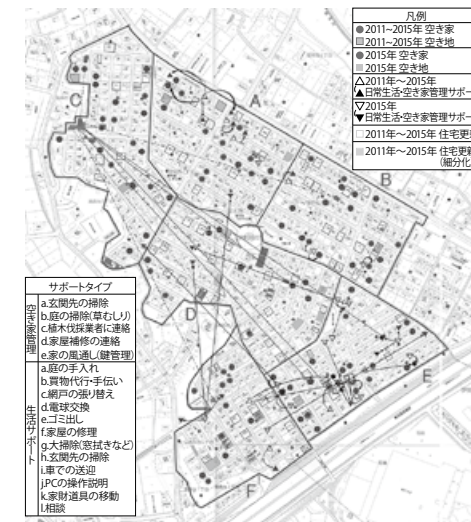 凡例
2011~2015年 空き家
2011~2015年 空き地
2015年 空き家
2015年 空き地
2011年～2015年
日常生活・空き家管理サポー
2015年
日常生活・空き家管理サポー
2011年～2015年 住宅更
2011年～2015年 住宅更
(細分化
A
B
C
D
E
F
サポートタイプ
空き家管理
a.玄関先の掃除
b.庭の掃除(草むしり)
c.植木伐採業者に連絡
d.家屋補修の連絡
e.家の風通し(鍵管理)
生活サポート
a.庭の手入れ
b.買物代行・手伝い
c.網戸の張り替え
d.電球交換
e.ゴミ出し
f.家屋の修理
g.大掃除(窓拭きなど)
h.玄関先の掃除
i.車での送迎
j.PCの操作説明
k.家財道具の移動
l.相談